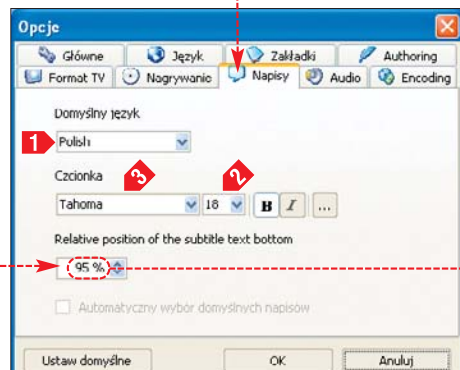 Opcje
Główne Język Zakładki Authoring
Format TV Nagrywanie Napisy Audio Encoding
Domyślny język
1 Polish
Czcionka
3 2
Tahoma 18 B I ...
Relative position of the subtitle text bottom
95 %
Automatyczny wybór domyślnych napisów
Ustaw domyślne OK Anuluj